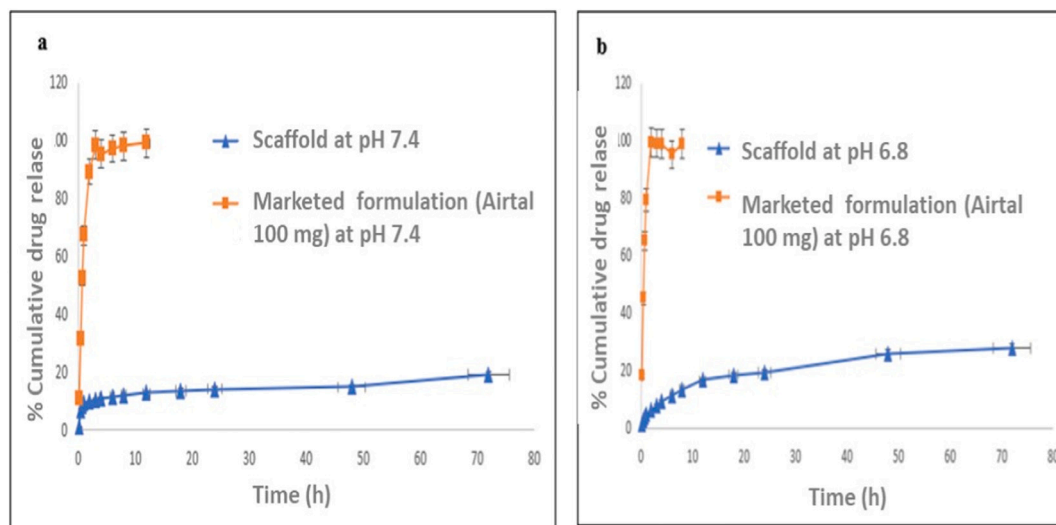 a
120
00
80
60
40
20
0
0 10 20 30 40 50 60 70 80
% Cumulative drug relase
Time (h)
Scaffold at pH 7.4
Marketed formulation (Airtal
100 mg) at pH 7.4
b
120
00
80
60
40
20
0
0 10 20 30 40 50 60 70 80
% Cumulative drug relase
Time (h)
Scaffold at pH 6.8
Marketed formulation (Airtal
100 mg) at pH 6.8